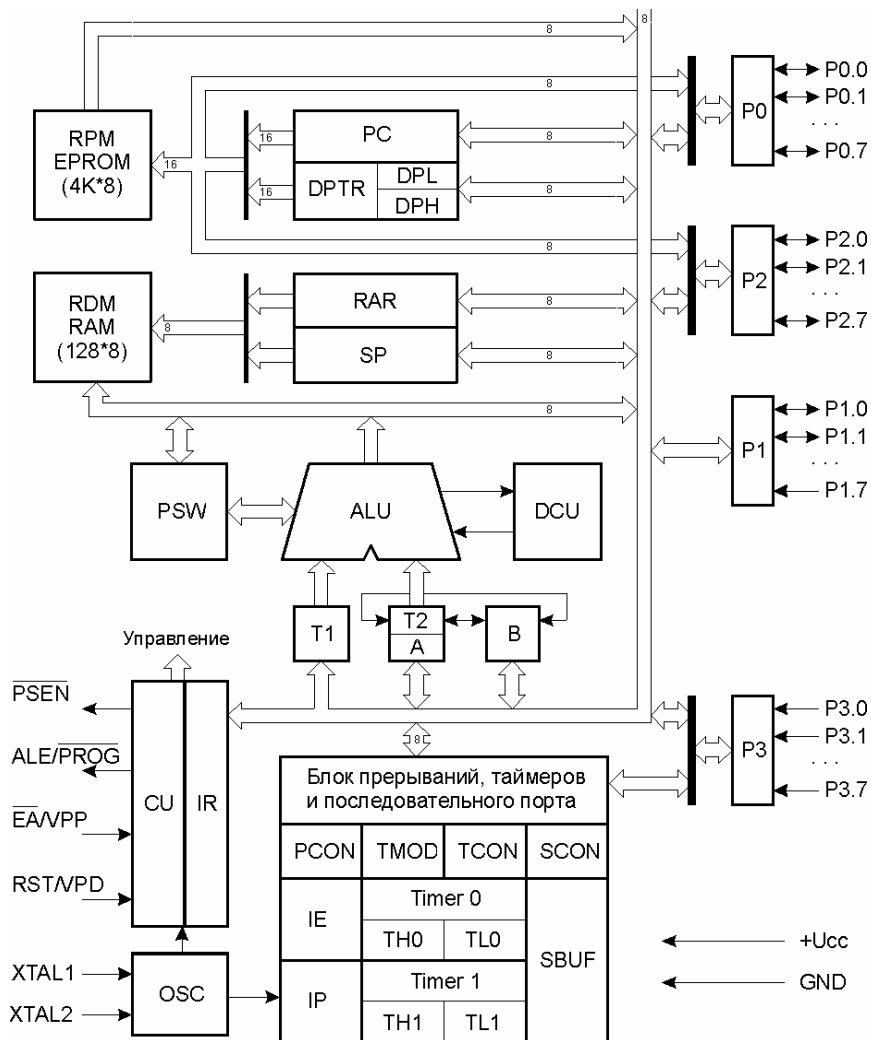 8
8
RPM
EPROM
(4K*8)
16
8
16
PC
8
16
DPTR
DPL
DPH
8
8
P0
P0.0
P0.1
. . .
P0.7
RDM
RAM
(128*8)
8
RAR
8
SP
8
8
P2
P2.0
P2.1
. . .
P2.7
P1
P1.0
P1.1
. . .
P1.7
PSW
ALU
DCU
T1
T2
A
B
Управление
PSEN
ALE/PROG
EA/VPP
RST/VPD
XTAL1
XTAL2
CU
IR
OSC
8
Блок прерываний, таймеров
и последовательного порта
PCON
TMOD
TCON
SCON
IE
Timer 0
TH0
TL0
SBUF
IP
Timer 1
TH1
TL1
P3
P3.0
P3.1
. . .
P3.7
+Ucc
GND